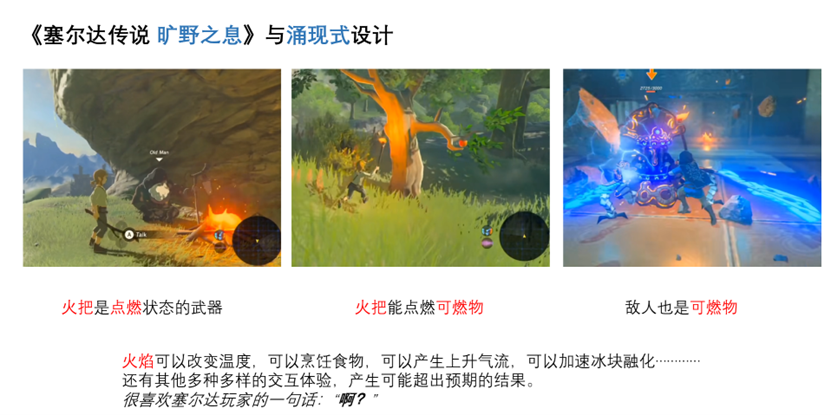 《塞尔达传说 旷野之息》与涌现式设计
Old Man
A Talk
火把是点燃状态的武器
火把能点燃可燃物
敌人也是可燃物
火焰可以改变温度，可以烹饪食物，可以产生上升气流，可以加速冰块融化…………
还有其他多种多样的交互体验，产生可能超出预期的结果。
很喜欢塞尔达玩家的一句话：“啊？”